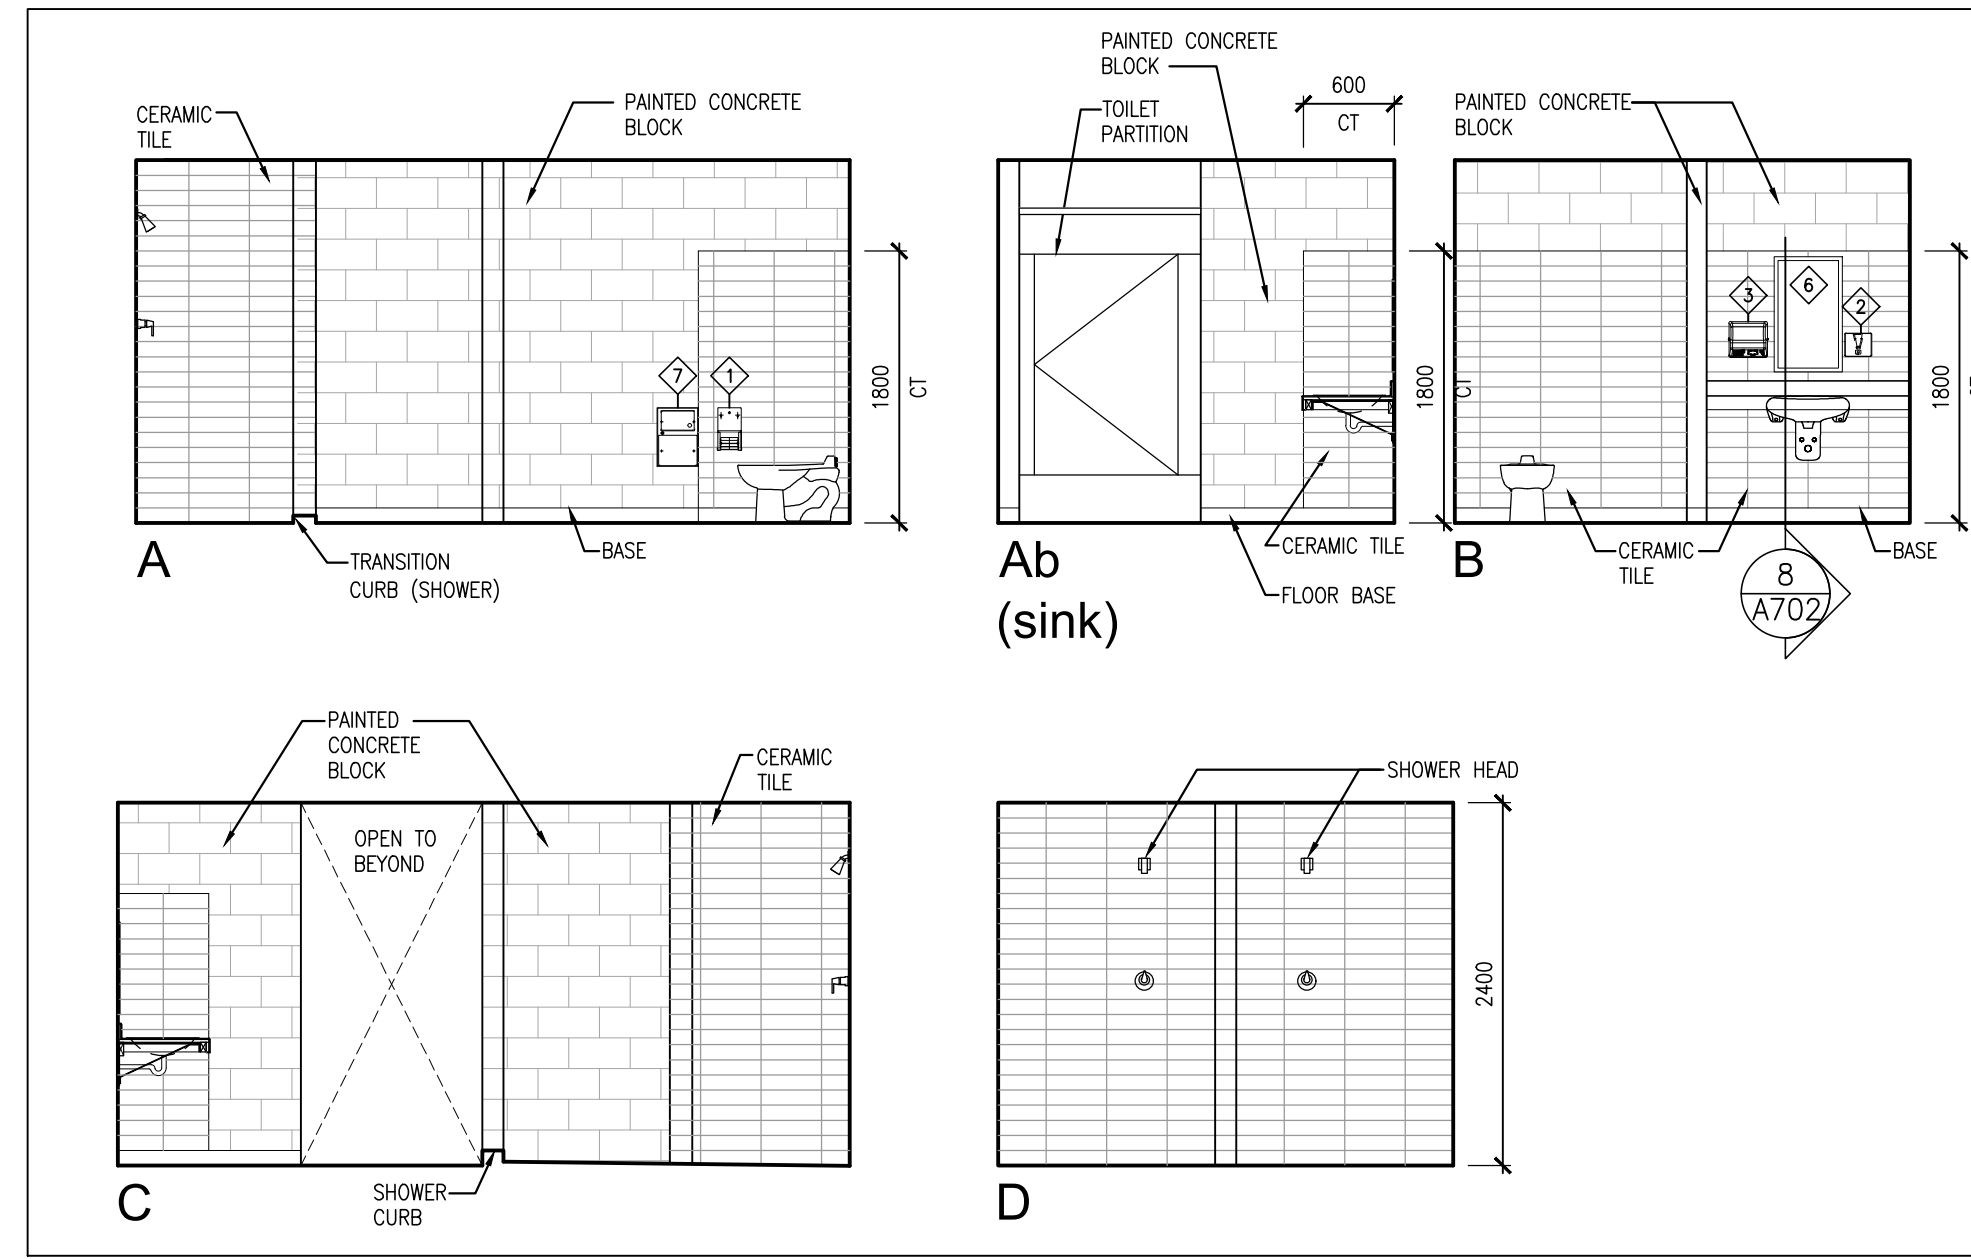 CERAMIC
TILE
PAINTED CONCRETE
BLOCK
7
1
1800
CT
BASE
TRANSITION
CURB (SHOWER)
A
PAINTED CONCRETE
BLOCK
TOILET
PARTITION
600
CT
1800
CT
CERAMIC TILE
FLOOR BASE
Ab
(sink)
PAINTED CONCRETE
BLOCK
3
6
2
1800
CERAMIC
TILE
BASE
8
A702
B
PAINTED
CONCRETE
BLOCK
OPEN TO
BEYOND
CERAMIC
TILE
SHOWER
CURB
C
SHOWER HEAD
2400
D